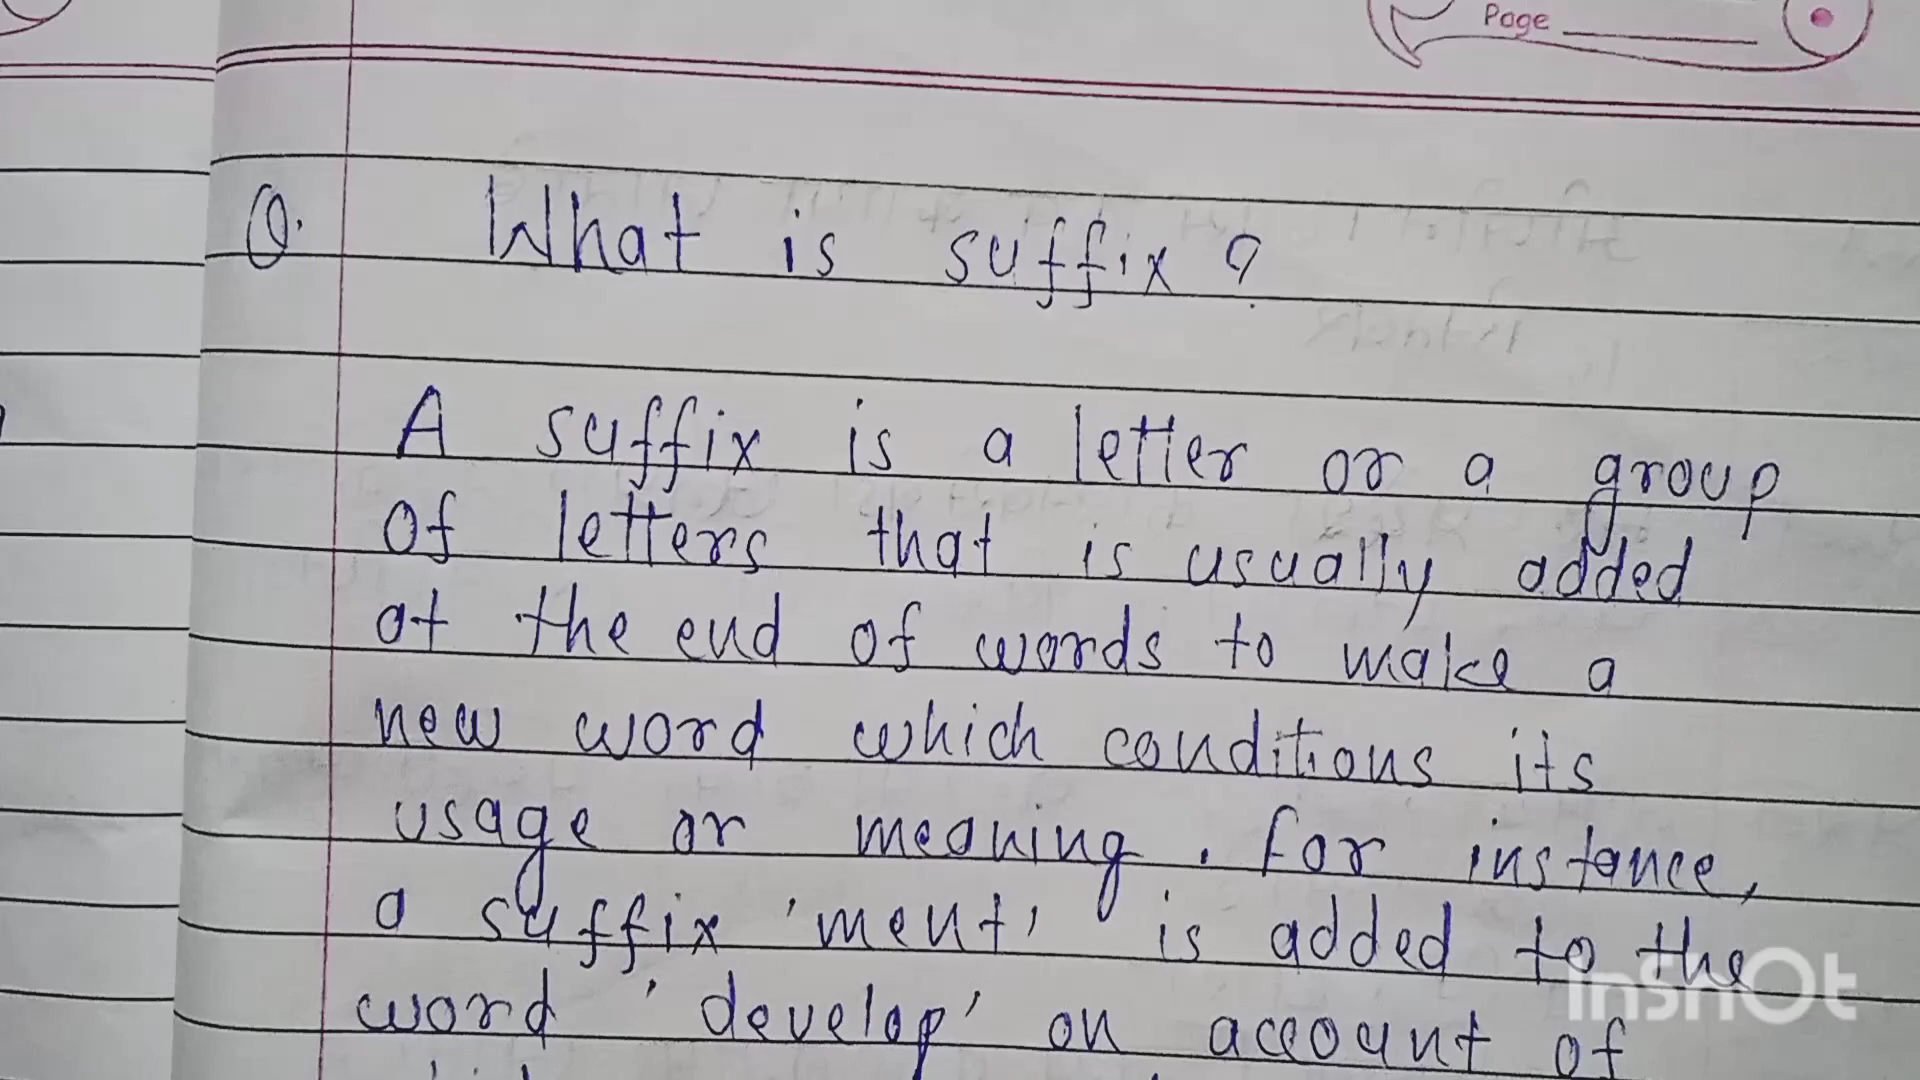 Page
Q. What is suffix?
A suffix is a letter or a group
of letters that is usually added
at the end of words to make a
new word which conditions its
usage or meaning. For instance,
a suffix 'ment' is added to the
word 'develop' on account of
InShOt